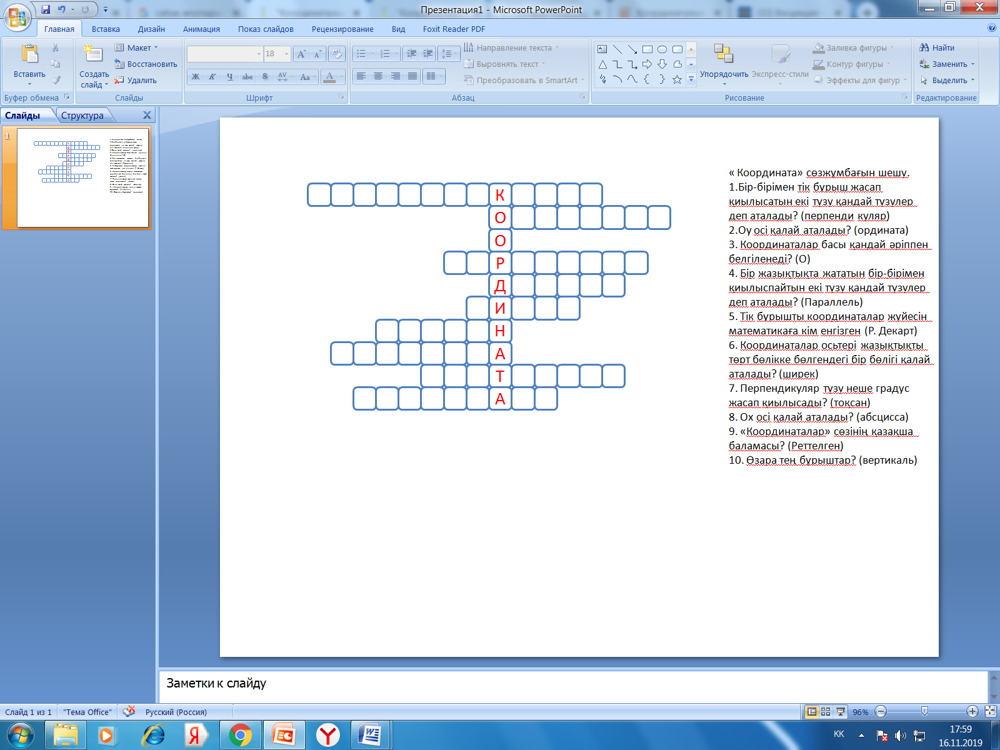 Презентация1 - Microsoft PowerPoint
Главная
Вставка
Дизайн
Анимация
Показ слайдов
Рецензирование
Вид
Foxit Reader PDF
Вставить
Буфер обмена
Создать слайд
Макет
Восстановить
Удалить
Слайды
18
Ж К Ч abc S AV Aa A
Шрифт
Направление текста
Выровнять текст
Преобразовать в SmartArt
Абзац
Упорядочить
Экспресс-стили
Заливка фигуры
Контур фигуры
Эффекты для фигур
Рисование
Найти
Заменить
Выделить
Редактирование
Слайды
Структура
1
К
О
О
Р
Д
И
Н
А
Т
А
« Координата» сөзжұмбағын шешу.
1.Бір-бірімен тік бұрыш жасап
қиылысатын екі түзу қандай түзулер
деп аталады? (перпенди куляр)
2.Оу осі қалай аталады? (ордината)
3. Координаталар басы қандай әріппен
белгіленеді? (О)
4. Бір жазықтықта жататын бір-бірімен
қиылыспайтын екі түзу қандай түзулер
деп аталады? (Параллель)
5. Тік бұрышты координаталар жүйесін
математикаға кім енгізген (Р. Декарт)
6. Координаталар осьтері жазықтықты
төрт бөлікке бөлгендегі бір бөлігі қалай
аталады? (ширек)
7. Перпендикуляр түзу неше градус
жасап қиылысады? (тоқсан)
8. Ох осі қалай аталады? (абсцисса)
9. «Координаталар» сөзінің қазақша
баламасы? (Реттелген)
10. Өзара тең бұрыштар? (вертикаль)
Заметки к слайду
Слайд 1 из 1
"Тема Office"
Русский (Россия)
96%
KK
17:59
16.11.2019